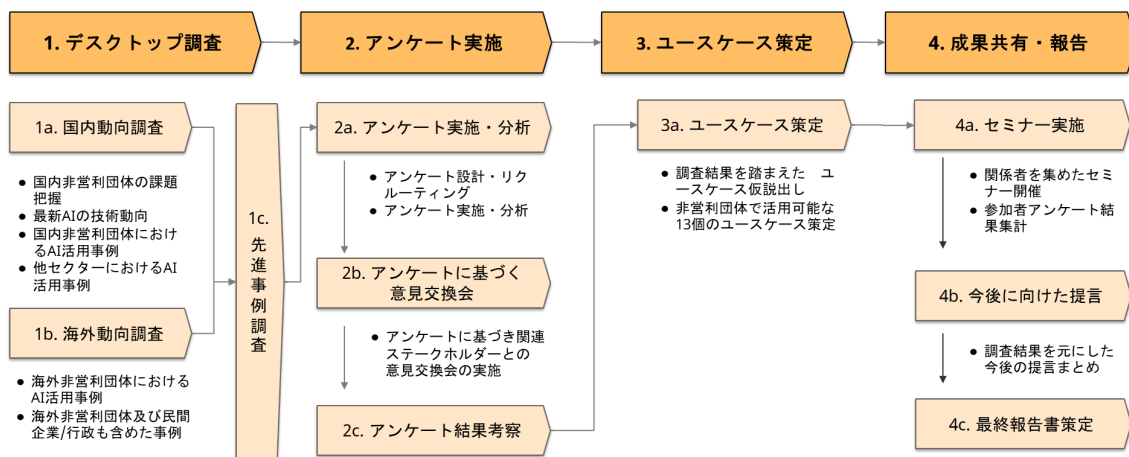 1. デスクトップ調査
2. アンケート実施
3. ユースケース策定
4. 成果共有・報告
1a. 国内動向調査
● 国内非営利団体の課題
把握
● 最新AIの技術動向
● 国内非営利団体におけ
るAI活用事例
● 他セクターにおけるAI
活用事例
1b. 海外動向調査
● 海外非営利団体における
AI活用事例
● 海外非営利団体及び民間
企業/行政も含めた事例
1c. 先進事例調査
2a. アンケート実施・分析
● アンケート設計・リク
ルーティング
● アンケート実施・分析
2b. アンケートに基づく
意見交換会
● アンケートに基づき関連
ステークホルダーとの
意見交換会の実施
2c. アンケート結果考察
3a. ユースケース策定
● 調査結果を踏まえた　ユ
ースケース仮説出し
● 非営利団体で活用可能な
13個のユースケース策定
4a. セミナー実施
● 関係者を集めたセミ
ナー開催
● 参加者アンケート結
果集計
4b. 今後に向けた提言
● 調査結果を元にした
今後の提言まとめ
4c. 最終報告書策定